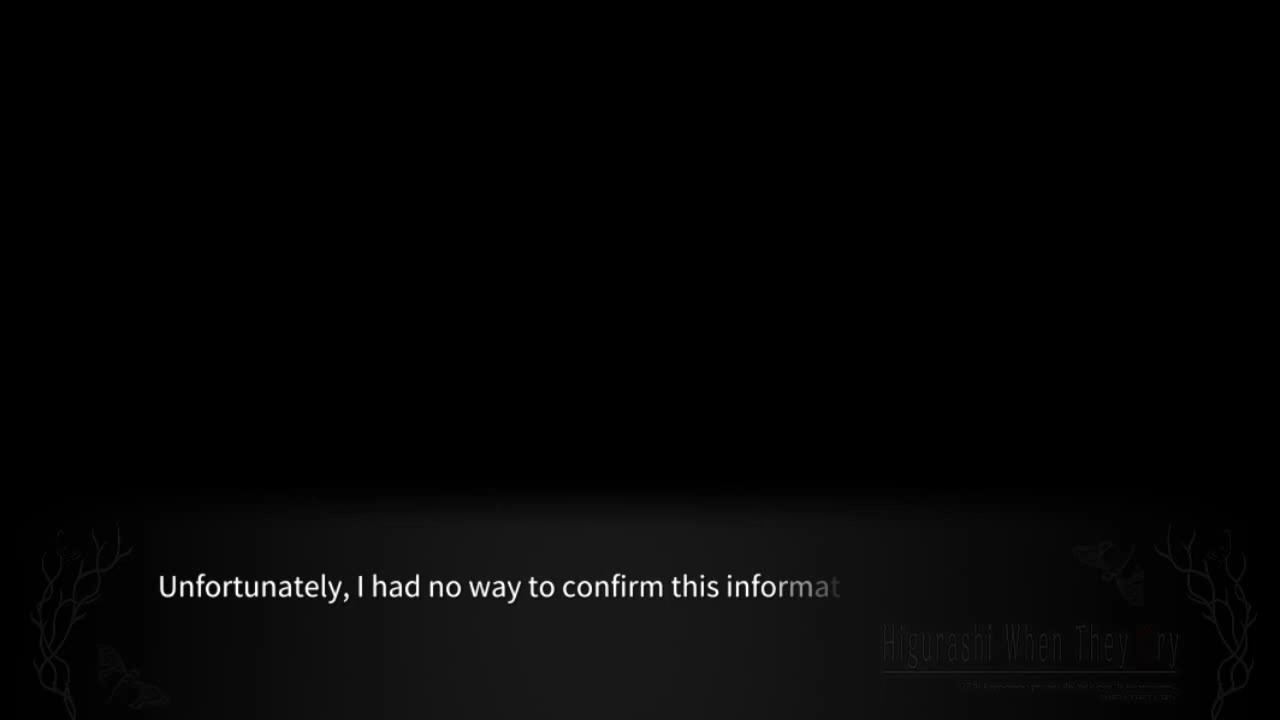 Unfortunately, I had no way to confirm this informat
Higurashi When They Cry